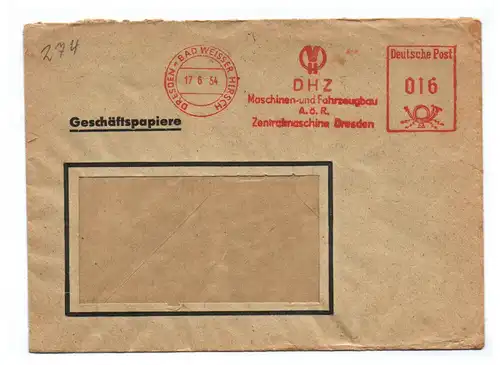 274
DRESDEN - BAD WEISSER HIRSCH
17.6.54
DHZ
Maschinen-und Fahrzeugbau
A.ö.R.
Zentralmaschine Dresden
Deutsche Post
016
Geschäftspapiere